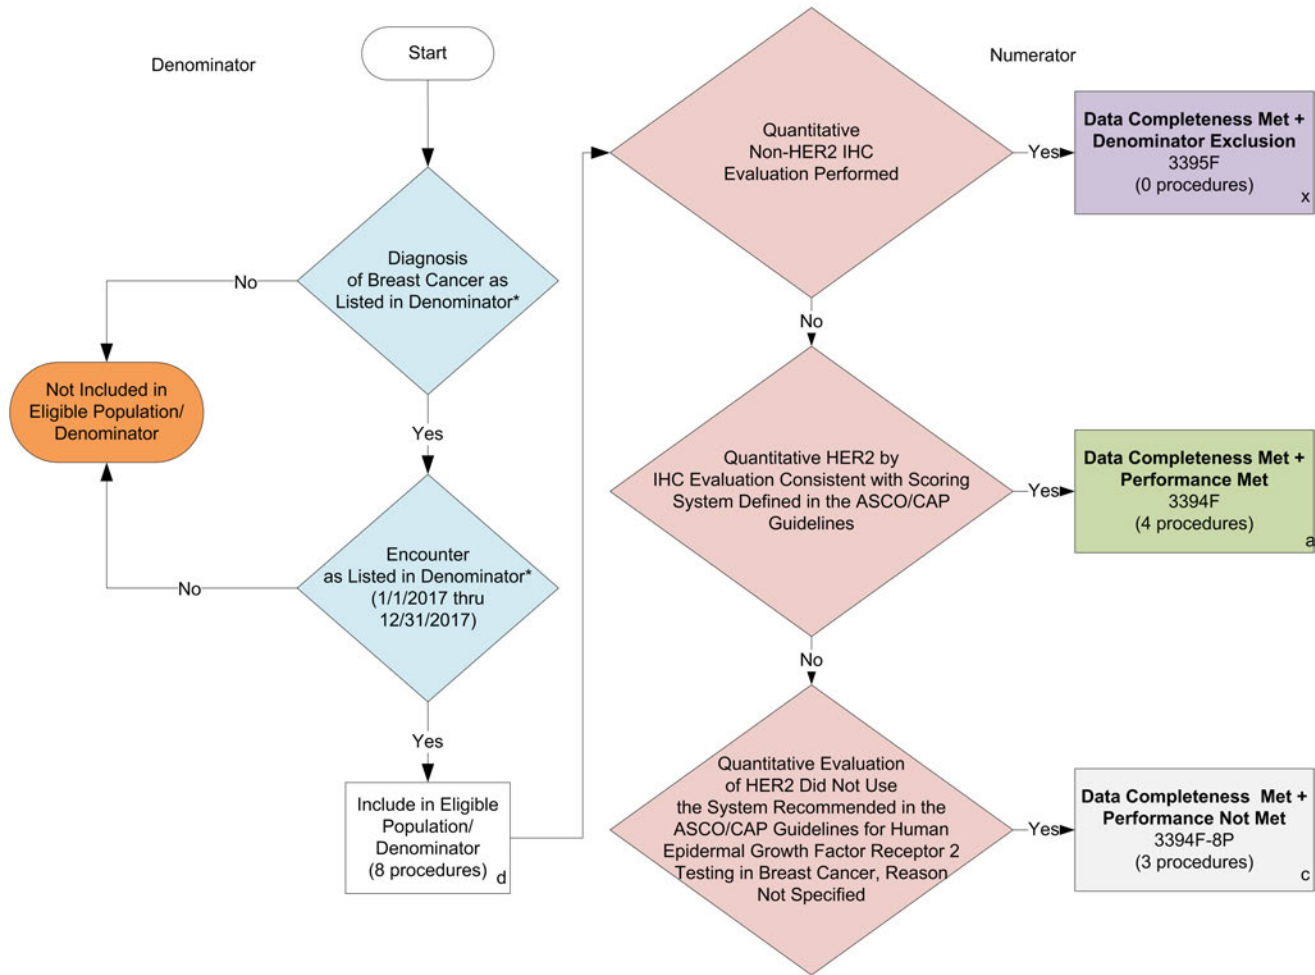 Denominator
Start
Diagnosis
of Breast Cancer as
Listed in Denominator*
No
Not Included in
Eligible Population/
Denominator
Yes
Encounter
as Listed in Denominator*
(1/1/2017 thru
12/31/2017)
No
Yes
Include in Eligible
Population/
Denominator
(8 procedures)
d
Numerator
Quantitative
Non-HER2 IHC
Evaluation Performed
Yes
Data Completeness Met +
Denominator Exclusion
3395F
(0 procedures)
x
No
Quantitative HER2 by
IHC Evaluation Consistent with Scoring
System Defined in the ASCO/CAP
Guidelines
Yes
Data Completeness Met +
Performance Met
3394F
(4 procedures)
a
No
Quantitative Evaluation
of HER2 Did Not Use
the System Recommended in the
ASCO/CAP Guidelines for Human
Epidermal Growth Factor Receptor 2
Testing in Breast Cancer, Reason
Not Specified
Yes
Data Completeness Met +
Performance Not Met
3394F-8P
(3 procedures)
c